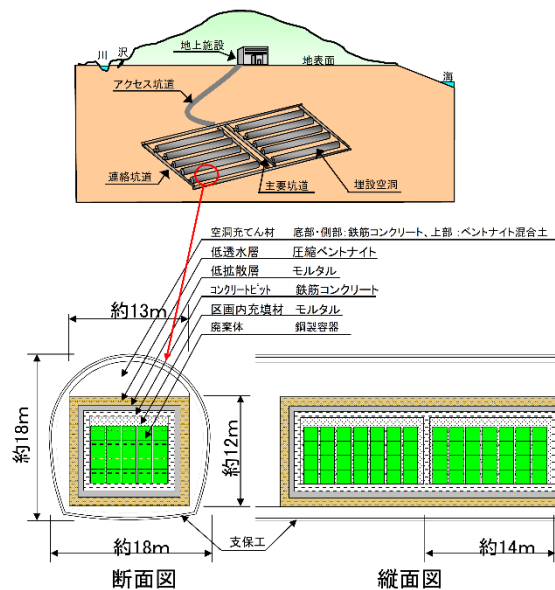 川
沢
地上施設
地表面
海
アクセス坑道
連絡坑道
主要坑道
埋設空洞
空洞充てん材 底部・側部:鉄筋コンクリート、上部:ベントナイト混合土
低透水層 圧縮ベントナイト
低拡散層 モルタル
コンクリートピット 鉄筋コンクリート
区画内充填材 モルタル
廃棄体 鋼製容器
約13m
約18m
約12m
約18m
支保工
約14m
断面図
縦面図